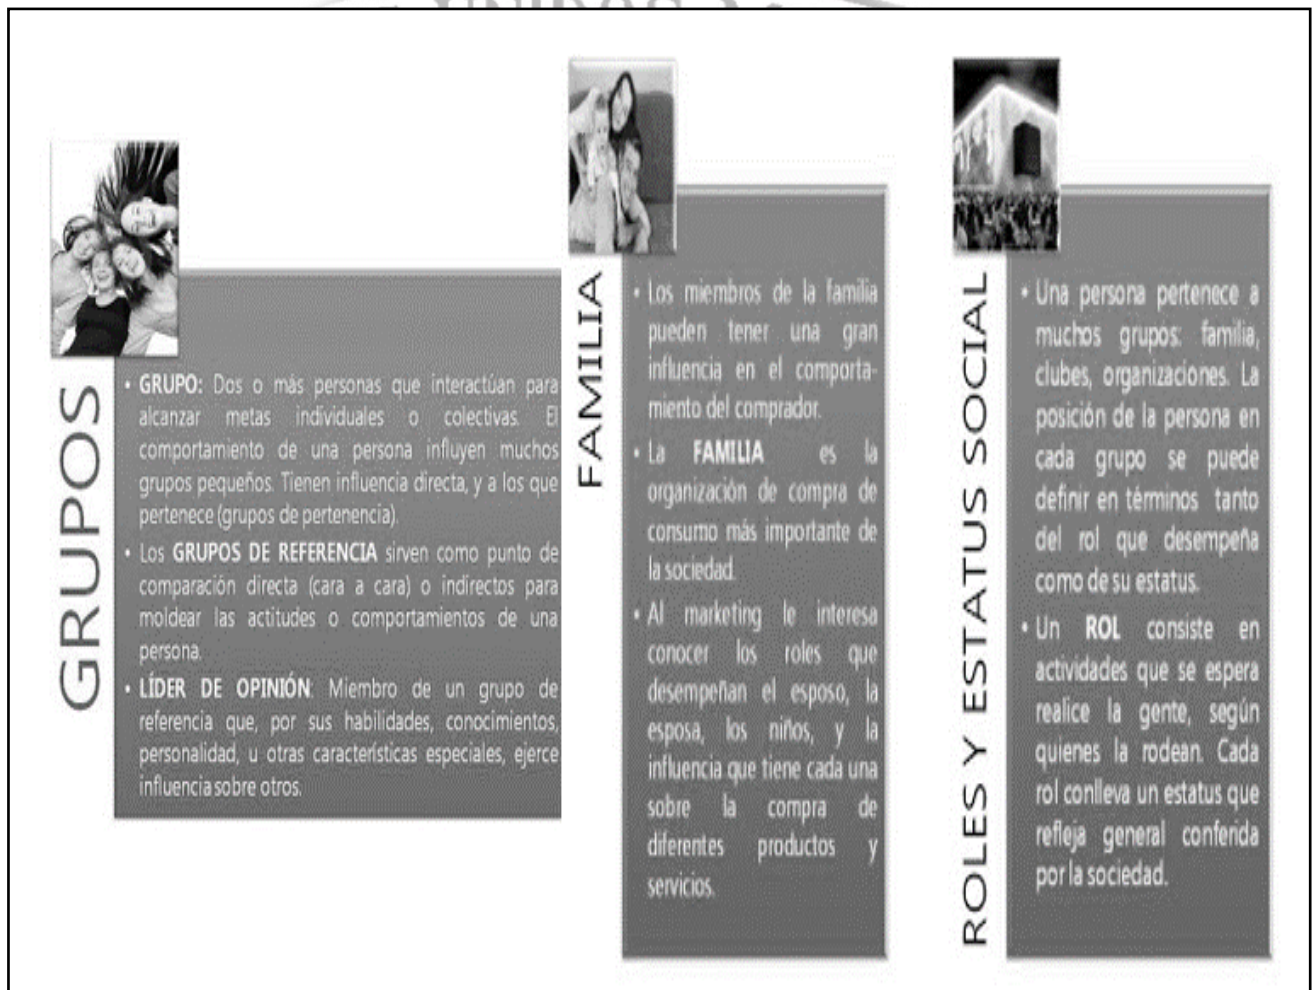 GRUPOS
• GRUPO: Dos o más personas que interactúan para
alcanzar metas individuales o colectivas. El
comportamiento de una persona influyen muchos
grupos pequeños. Tienen influencia directa, y a los que
pertenece (grupos de pertenencia).
• Los GRUPOS DE REFERENCIA sirven como punto de
comparación directa (cara a cara) o indirectos para
moldear las actitudes o comportamientos de una
persona.
• LÍDER DE OPINIÓN: Miembro de un grupo de
referencia que, por sus habilidades, conocimientos,
personalidad, u otras características especiales, ejerce
influencia sobre otros.
FAMILIA
• Los miembros de la familia
pueden tener una gran
influencia en el comporta-
miento del comprador.
• La FAMILIA es la
organización de compra de
consumo más importante de
la sociedad.
• Al marketing le interesa
conocer los roles que
desempeñan el esposo, la
esposa, los niños, y la
influencia que tiene cada una
sobre la compra de
diferentes productos y
servicios.
ROLES Y ESTATUS SOCIAL
• Una persona pertenece a
muchos grupos: familia,
clubes, organizaciones. La
posición de la persona en
cada grupo se puede
definir en términos tanto
del rol que desempeña
como de su estatus.
• Un ROL consiste en
actividades que se espera
realice la gente, según
quienes la rodean. Cada
rol conlleva un estatus que
refleja general conferida
por la sociedad.